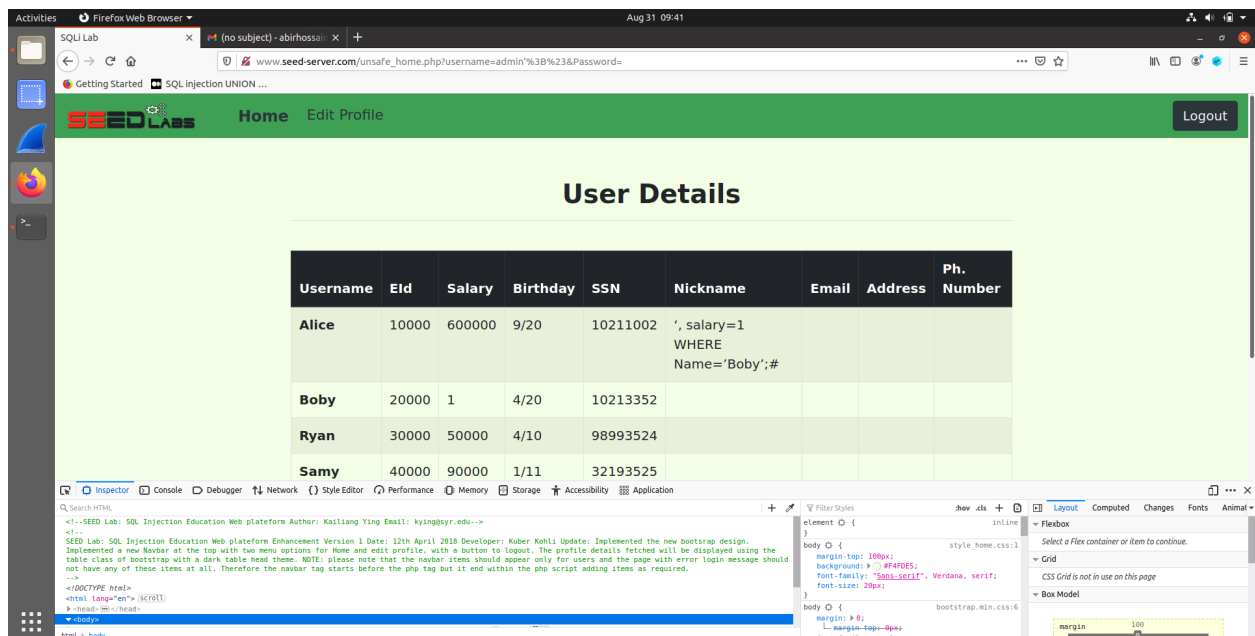 Activities Firefox Web Browser Aug 31 09:41
SQLi Lab (no subject) - abirhossain
www.seed-server.com/unsafe_home.php?username=admin'%3B%23&Password=
Getting Started SQL injection UNION ...
SEED LABS Home Edit Profile Logout
User Details
Username EId Salary Birthday SSN Nickname Email Address Ph. Number
Alice 10000 600000 9/20 10211002 ‘, salary=1
WHERE
Name=’Boby’;#
Boby 20000 1 4/20 10213352
Ryan 30000 50000 4/10 98993524
Samy 40000 90000 1/11 32193525
Inspector Console Debugger Network Style Editor Performance Memory Storage Accessibility Application
Search HTML
<!--SEED Lab: SQL Injection Education Web plateform Author: Kailiang Ying Email: kying@syr.edu-->
<!--
SEED Lab: SQL Injection Education Web plateform Enhancement Version 1 Date: 12th April 2018 Developer: Kuber Kohli Update: Implemented the new bootsrap design.
Implemented a new Navbar at the top with two menu options for Home and edit profile, with a button to logout. The profile details fetched will be displayed using the
table class of bootstrap with a dark table head theme. NOTE: please note that the navbar items should appear only for users and the page with error login message should
not have any of these items at all. Therefore the navbar tag starts before the php tag but it end within the php script adding items as required.
-->
<!DOCTYPE html>
<html lang="en"> scroll
<head> </head>
<body>
html > body
Filter Styles :hov .cls
element { inline
}
body { style_home.css:1
margin-top: 100px;
background: #F4FDE5;
font-family: "Sans-serif", Verdana, serif;
font-size: 20px;
}
body { bootstrap.min.css:6
margin: 0;
margin-top: 0px;
Layout Computed Changes Fonts Animat
Flexbox
Select a Flex container or item to continue.
Grid
CSS Grid is not in use on this page
Box Model
margin 100